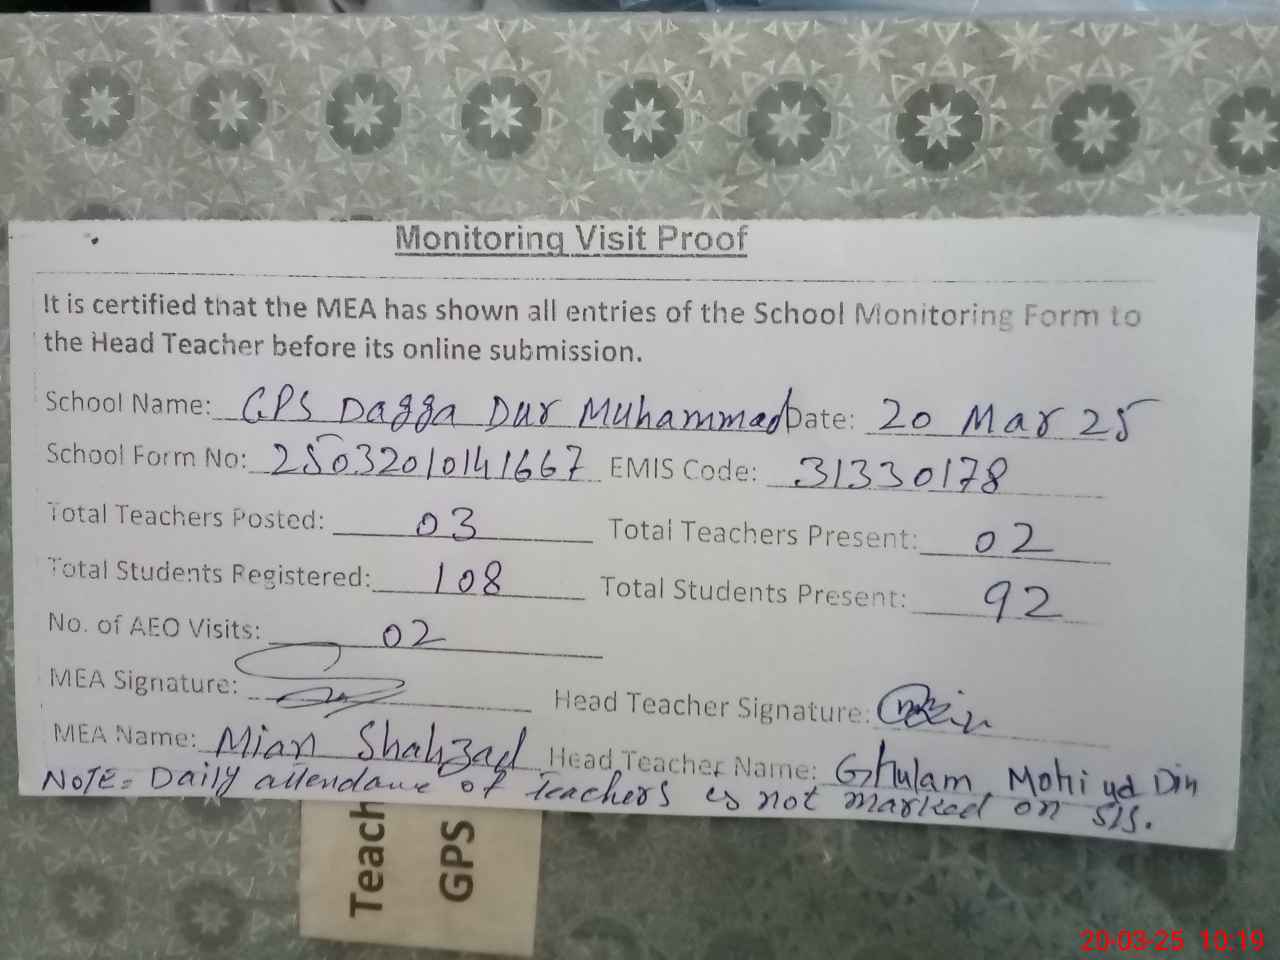 Monitoring Visit Proof
It is certified that the MEA has shown all entries of the School Monitoring Form to
the Head Teacher before its online submission.
School Name: GPS Dagga Dur Muhammad Date: 20 Mar 25
School Form No: 25032010141667 EMIS Code: 31330178
Total Teachers Posted: 03 Total Teachers Present: 02
Total Students Registered: 108 Total Students Present: 92
No. of AEO Visits: 02
MEA Signature: Head Teacher Signature:
MEA Name: Mian Shahzad Head Teacher Name: Ghulam Mohi yd Din
NOTE= Daily attendance of Teachers is not marked on SIS.
Teach
GPS
20-03-25 10:19